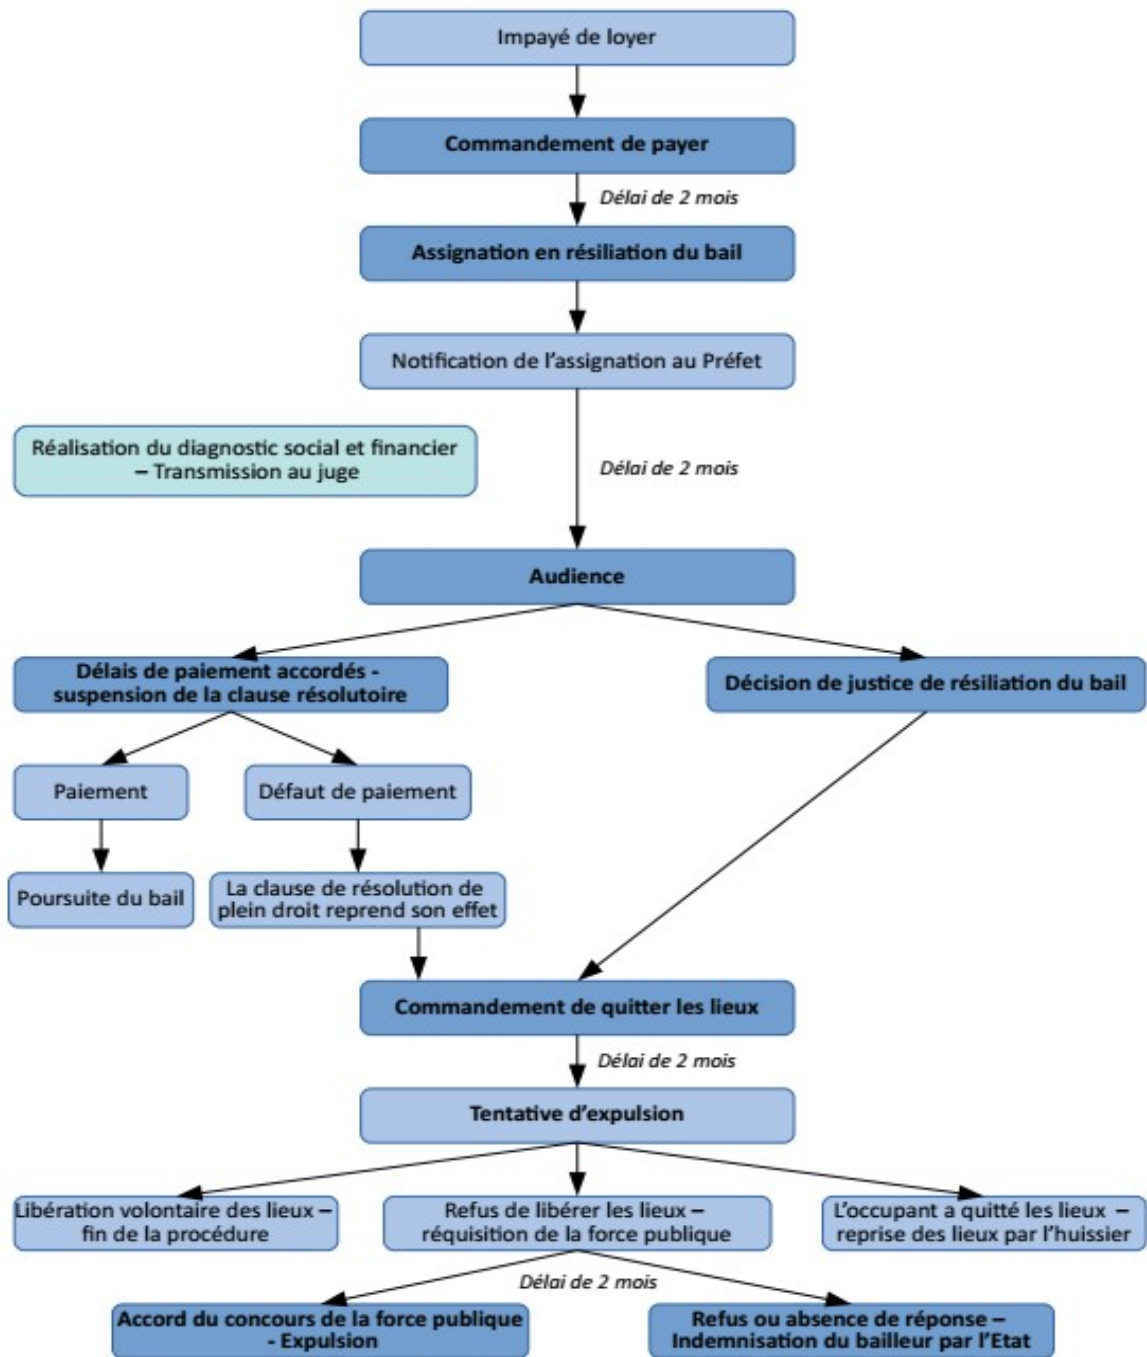 Impayé de loyer
Commandement de payer
Délai de 2 mois
Assignation en résiliation du bail
Notification de l'assignation au Préfet
Réalisation du diagnostic social et financier
– Transmission au juge
Délai de 2 mois
Audience
Délais de paiement accordés -
suspension de la clause résolutoire
Décision de justice de résiliation du bail
Paiement
Défaut de paiement
Poursuite du bail
La clause de résolution de
plein droit reprend son effet
Commandement de quitter les lieux
Délai de 2 mois
Tentative d'expulsion
Libération volontaire des lieux –
fin de la procédure
Refus de libérer les lieux –
réquisition de la force publique
L'occupant a quitté les lieux –
reprise des lieux par l'huissier
Délai de 2 mois
Accord du concours de la force publique
- Expulsion
Refus ou absence de réponse –
Indemnisation du bailleur par l'Etat